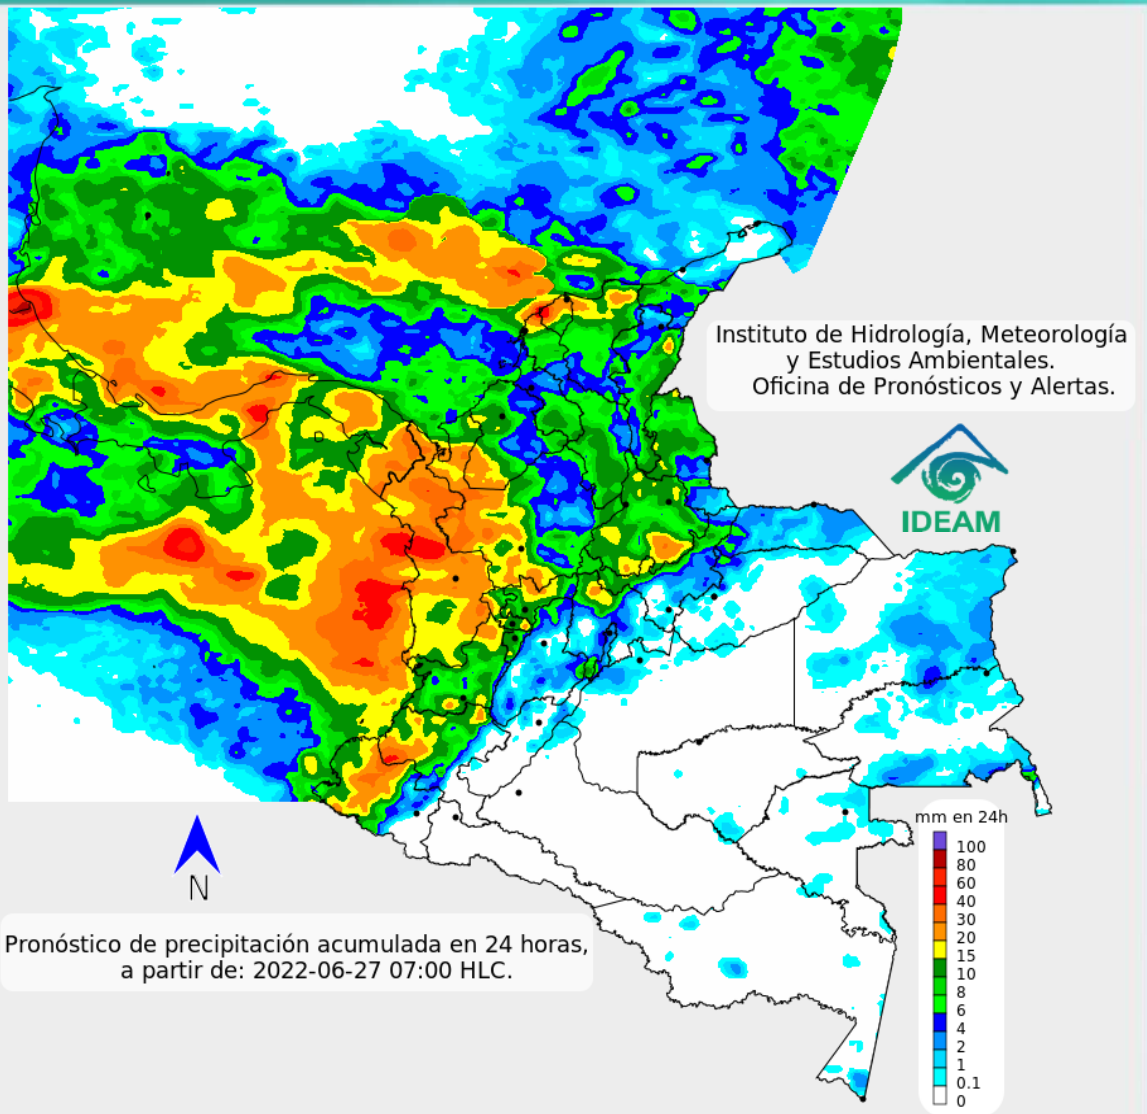 Instituto de Hidrología, Meteorología
y Estudios Ambientales.
Oficina de Pronósticos y Alertas.
IDEAM
mm en 24h
100
80
60
40
30
20
15
10
8
6
4
2
1
0.1
0
N
Pronóstico de precipitación acumulada en 24 horas,
a partir de: 2022-06-27 07:00 HLC.